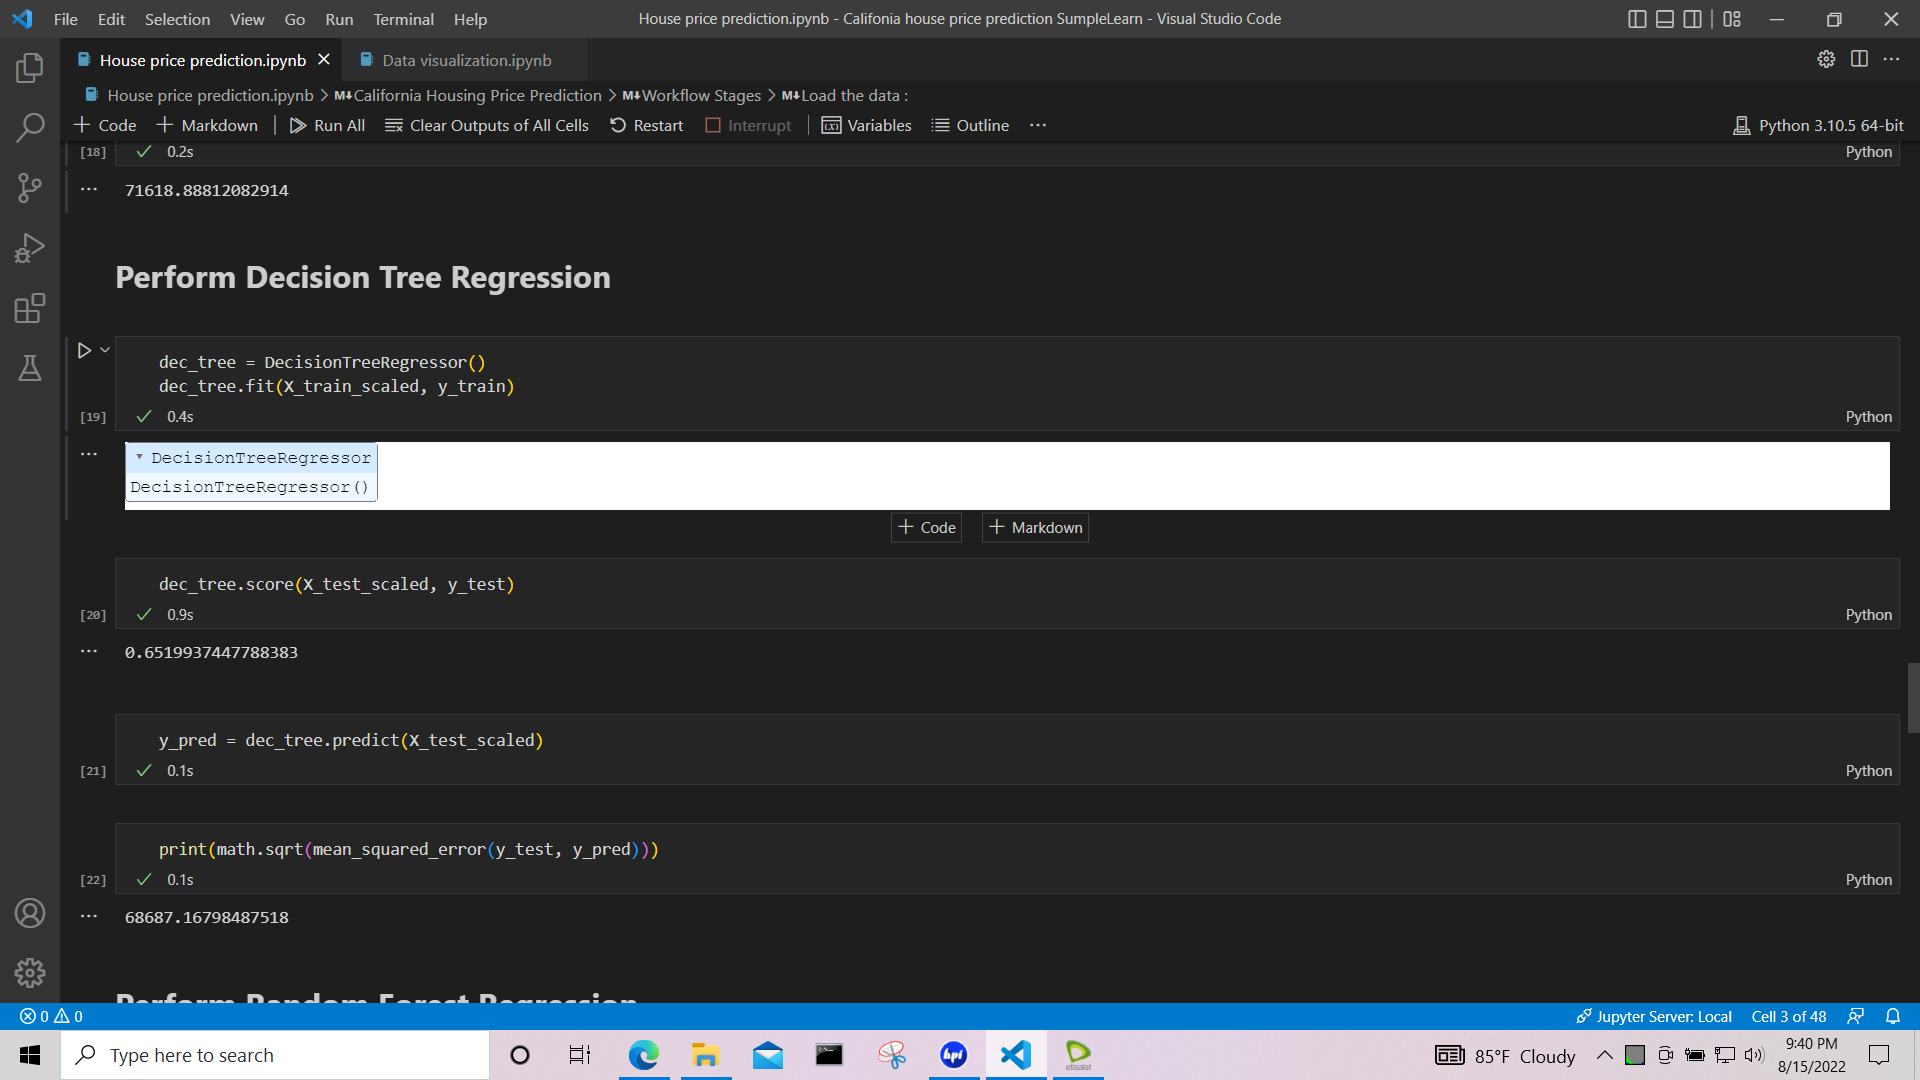 File Edit Selection View Go Run Terminal Help House price prediction.ipynb - Califonia house price prediction SumpleLearn - Visual Studio Code
House price prediction.ipynb Data visualization.ipynb
House price prediction.ipynb > M↓California Housing Price Prediction > M↓Workflow Stages > M↓Load the data :
+ Code + Markdown | Run All Clear Outputs of All Cells Restart Interrupt | Variables Outline ··· Python 3.10.5 64-bit
[18] ✓ 0.2s Python
··· 71618.88812082914
Perform Decision Tree Regression
dec_tree = DecisionTreeRegressor()
dec_tree.fit(X_train_scaled, y_train)
[19] ✓ 0.4s Python
··· ▾ DecisionTreeRegressor
DecisionTreeRegressor()
+ Code + Markdown
dec_tree.score(X_test_scaled, y_test)
[20] ✓ 0.9s Python
··· 0.6519937447788383
y_pred = dec_tree.predict(X_test_scaled)
[21] ✓ 0.1s Python
print(math.sqrt(mean_squared_error(y_test, y_pred)))
[22] ✓ 0.1s Python
··· 68687.16798487518
Perform Random Forest Regression
0 0 Jupyter Server: Local Cell 3 of 48
Type here to search hpi etisalat 85°F Cloudy 9:40 PM
8/15/2022